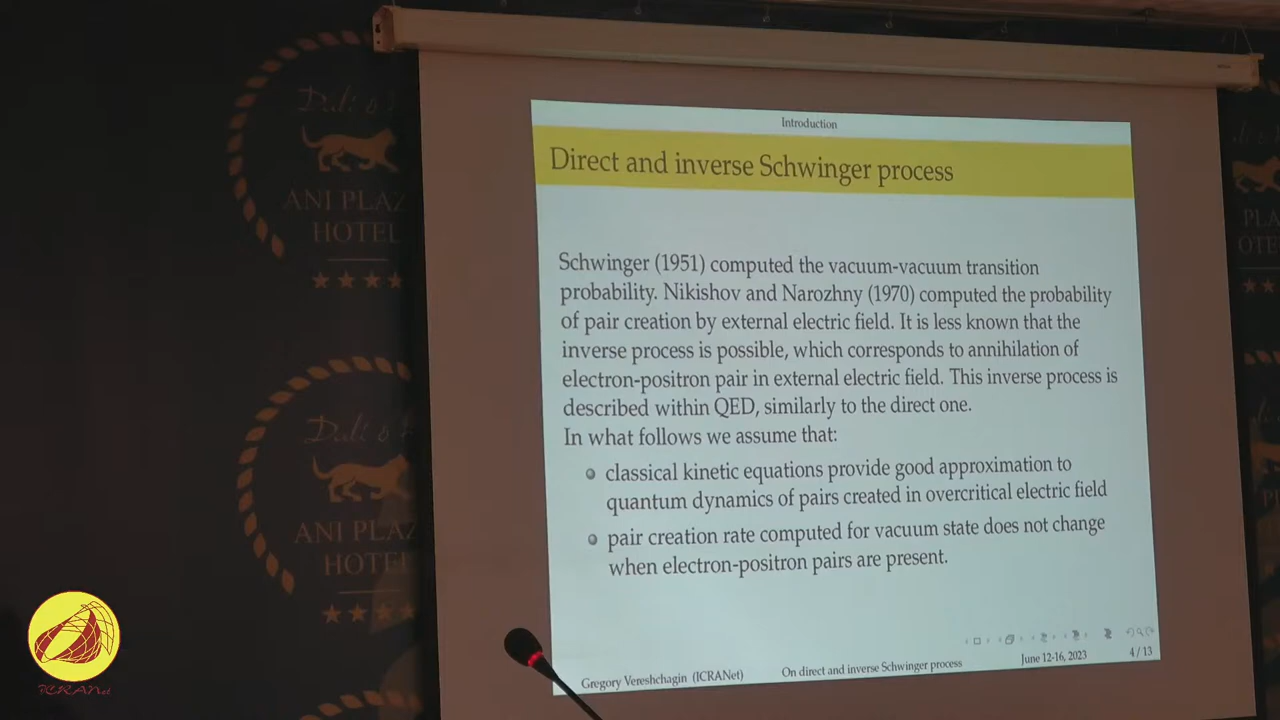 Introduction
Direct and inverse Schwinger process
Schwinger (1951) computed the vacuum-vacuum transition
probability. Nikishov and Narozhny (1970) computed the probability
of pair creation by external electric field. It is less known that the
inverse process is possible, which corresponds to annihilation of
electron-positron pair in external electric field. This inverse process is
described within QED, similarly to the direct one.
In what follows we assume that:
classical kinetic equations provide good approximation to
quantum dynamics of pairs created in overcritical electric field
pair creation rate computed for vacuum state does not change
when electron-positron pairs are present.
Gregory Vereshchagin (ICRANet)
On direct and inverse Schwinger process
June 12-16, 2023
4 / 13
ANI PLAZ
HOTEL
ANI PLAZ
HOTEL
PLA
OTE
ICRANet